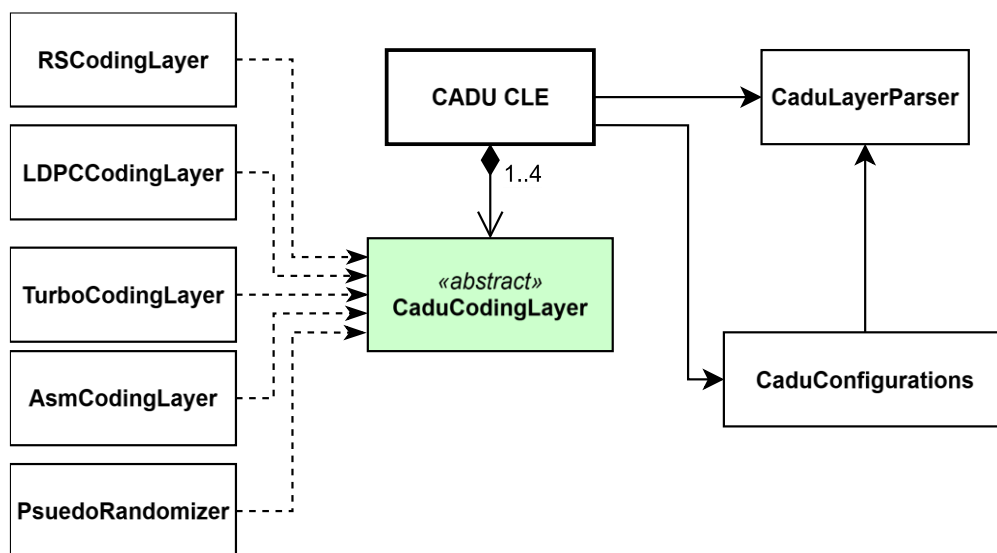 RSCodingLayer
LDPCCodingLayer
TurboCodingLayer
AsmCodingLayer
PsuedoRandomizer
CADU CLE
1..4
«abstract»
CaduCodingLayer
CaduLayerParser
CaduConfigurations